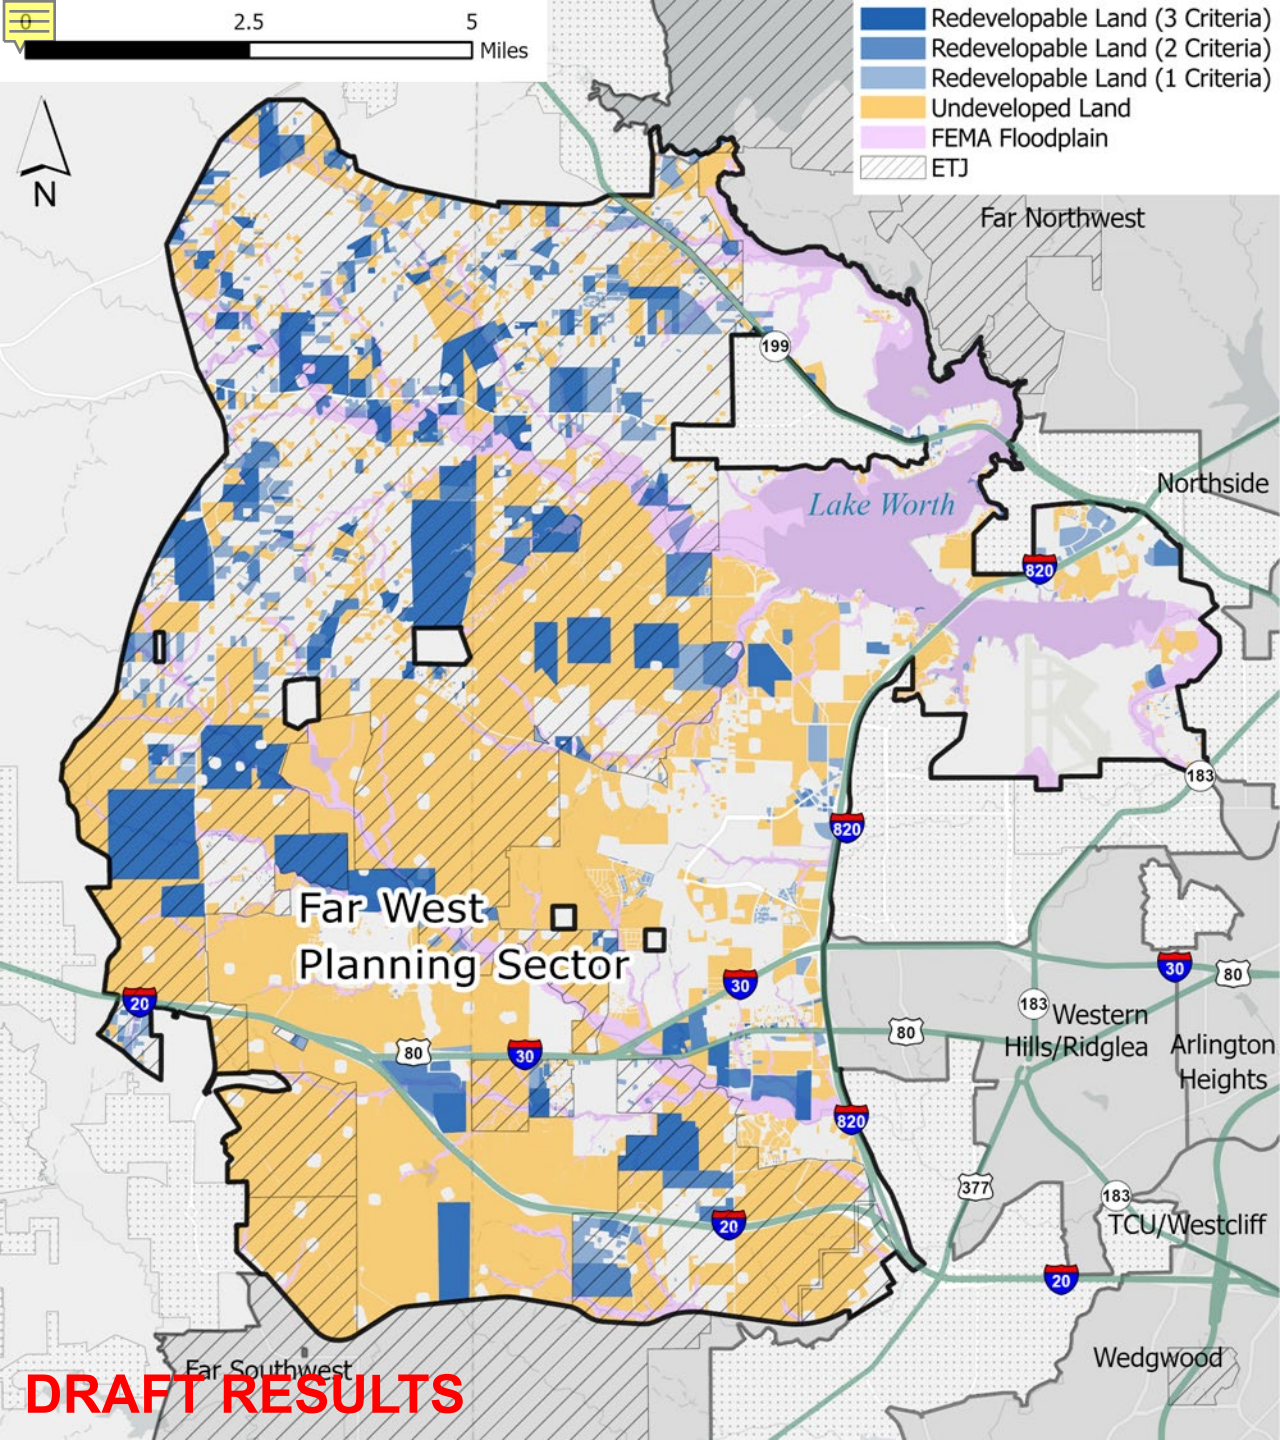 0 2.5 5
Miles
Redevelopable Land (3 Criteria)
Redevelopable Land (2 Criteria)
Redevelopable Land (1 Criteria)
Undeveloped Land
FEMA Floodplain
ETJ
N
Far Northwest
199
Northside
Lake Worth
820
183
820
Far West
Planning Sector
30
30
80
20
183
Western
Hills/Ridglea
80
Arlington
Heights
80
30
820
377
183
TCU/Westcliff
20
20
Wedgwood
Far Southwest
DRAFT RESULTS